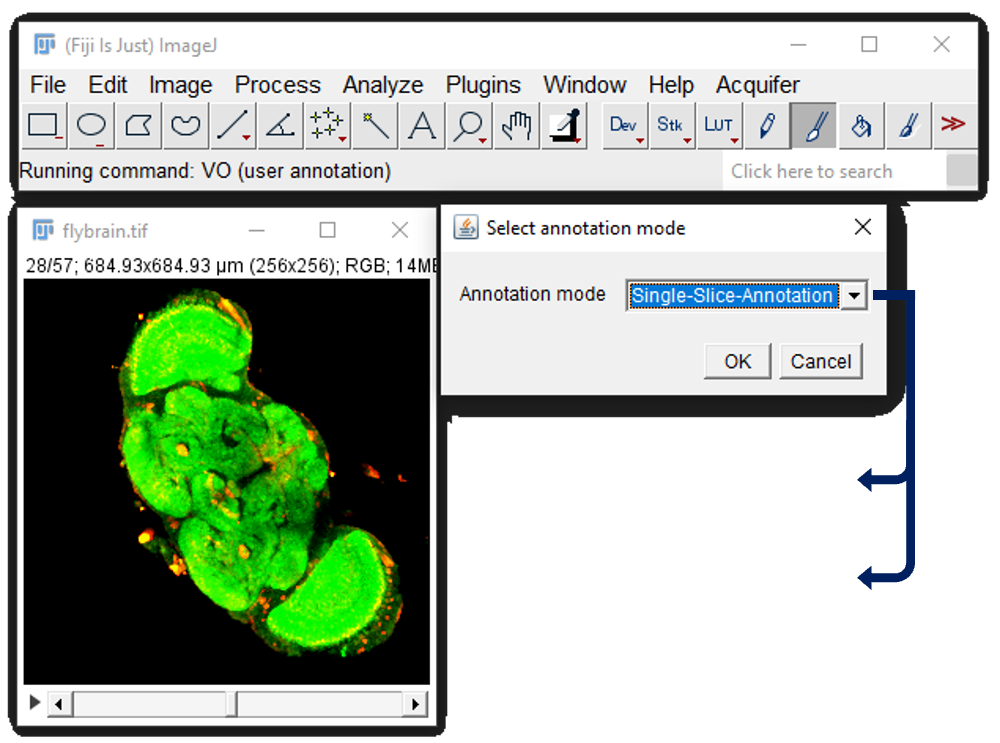 (Fiji Is Just) ImageJ
File Edit Image Process Analyze Plugins Window Help Acquifer
Dev Stk LUT
Running command: VO (user annotation)
Click here to search
flybrain.tif
28/57; 684.93x684.93 µm (256x256); RGB; 14M
Select annotation mode
Annotation mode
Single-Slice-Annotation
OK Cancel